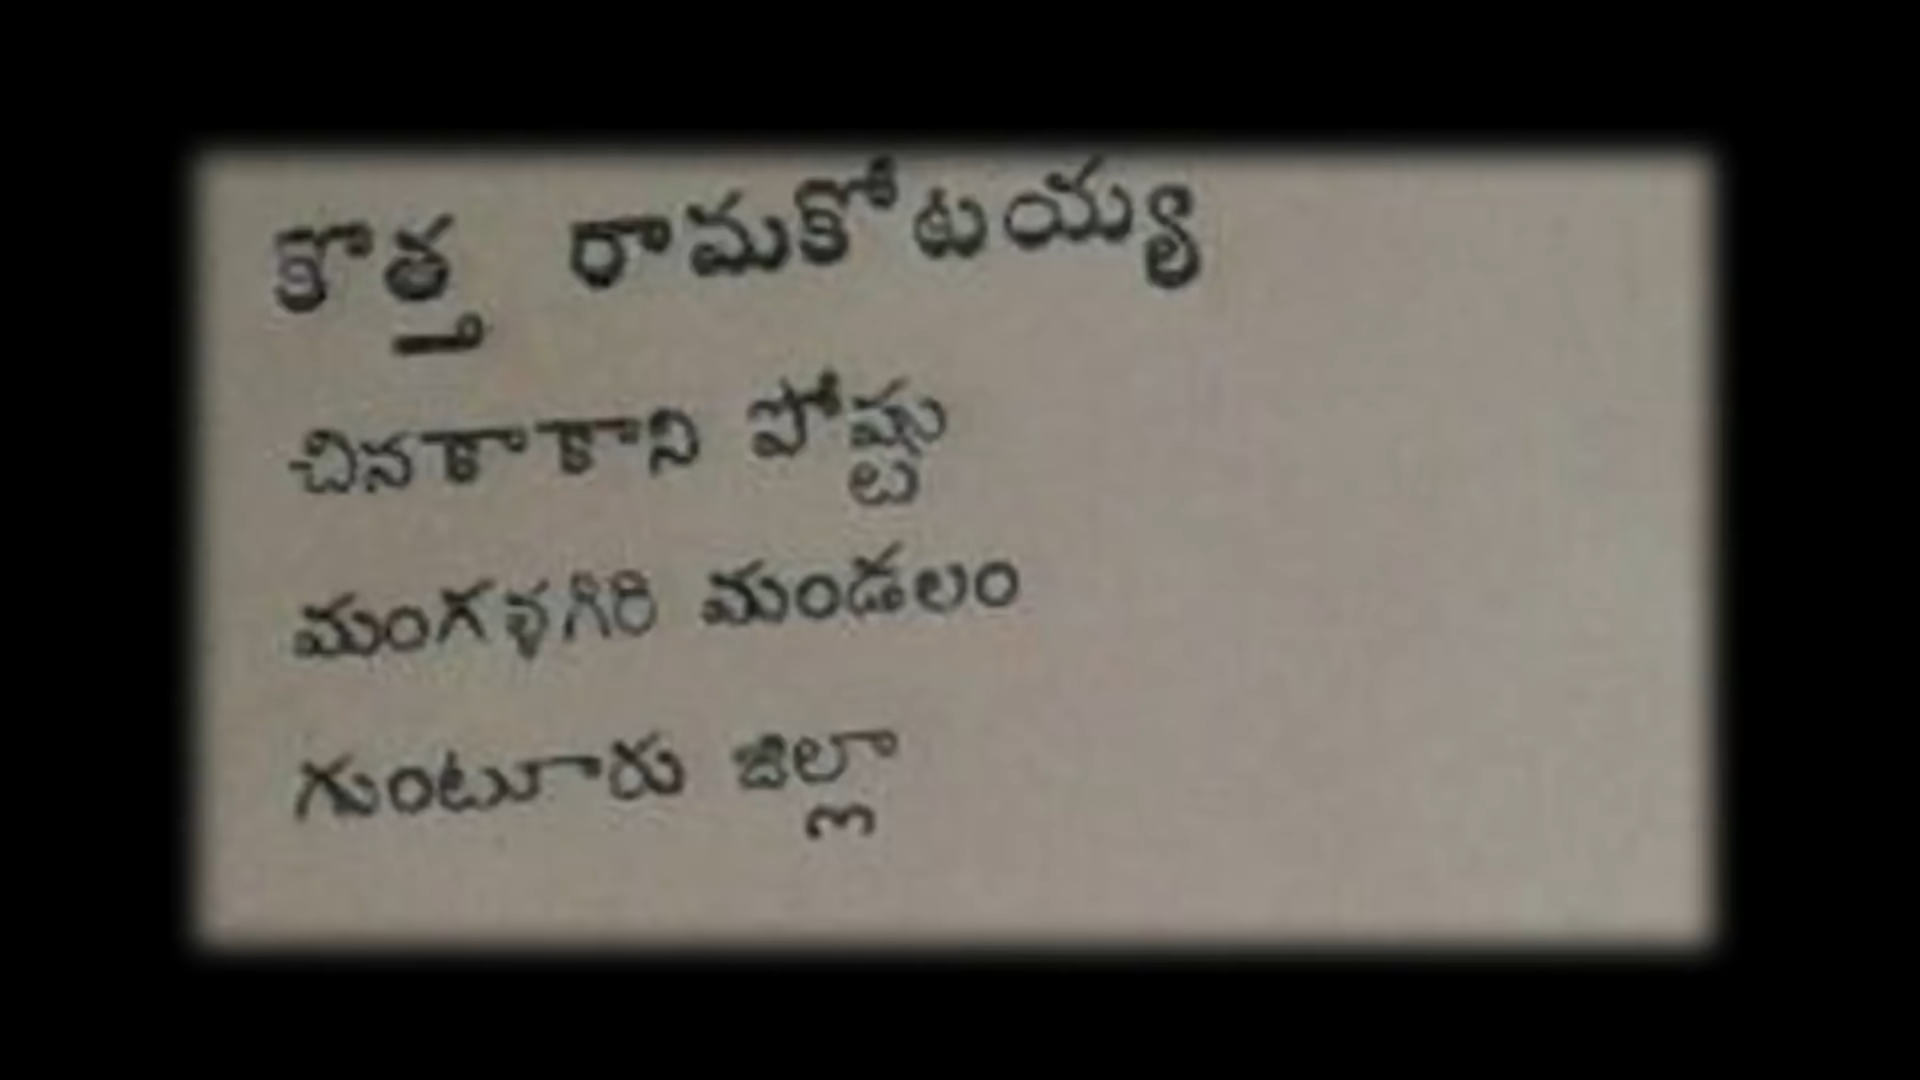 కొత్త రామకోటయ్య
చినకాకాని పోష్టు
మంగళగిరి మండలం
గుంటూరు జిల్లా